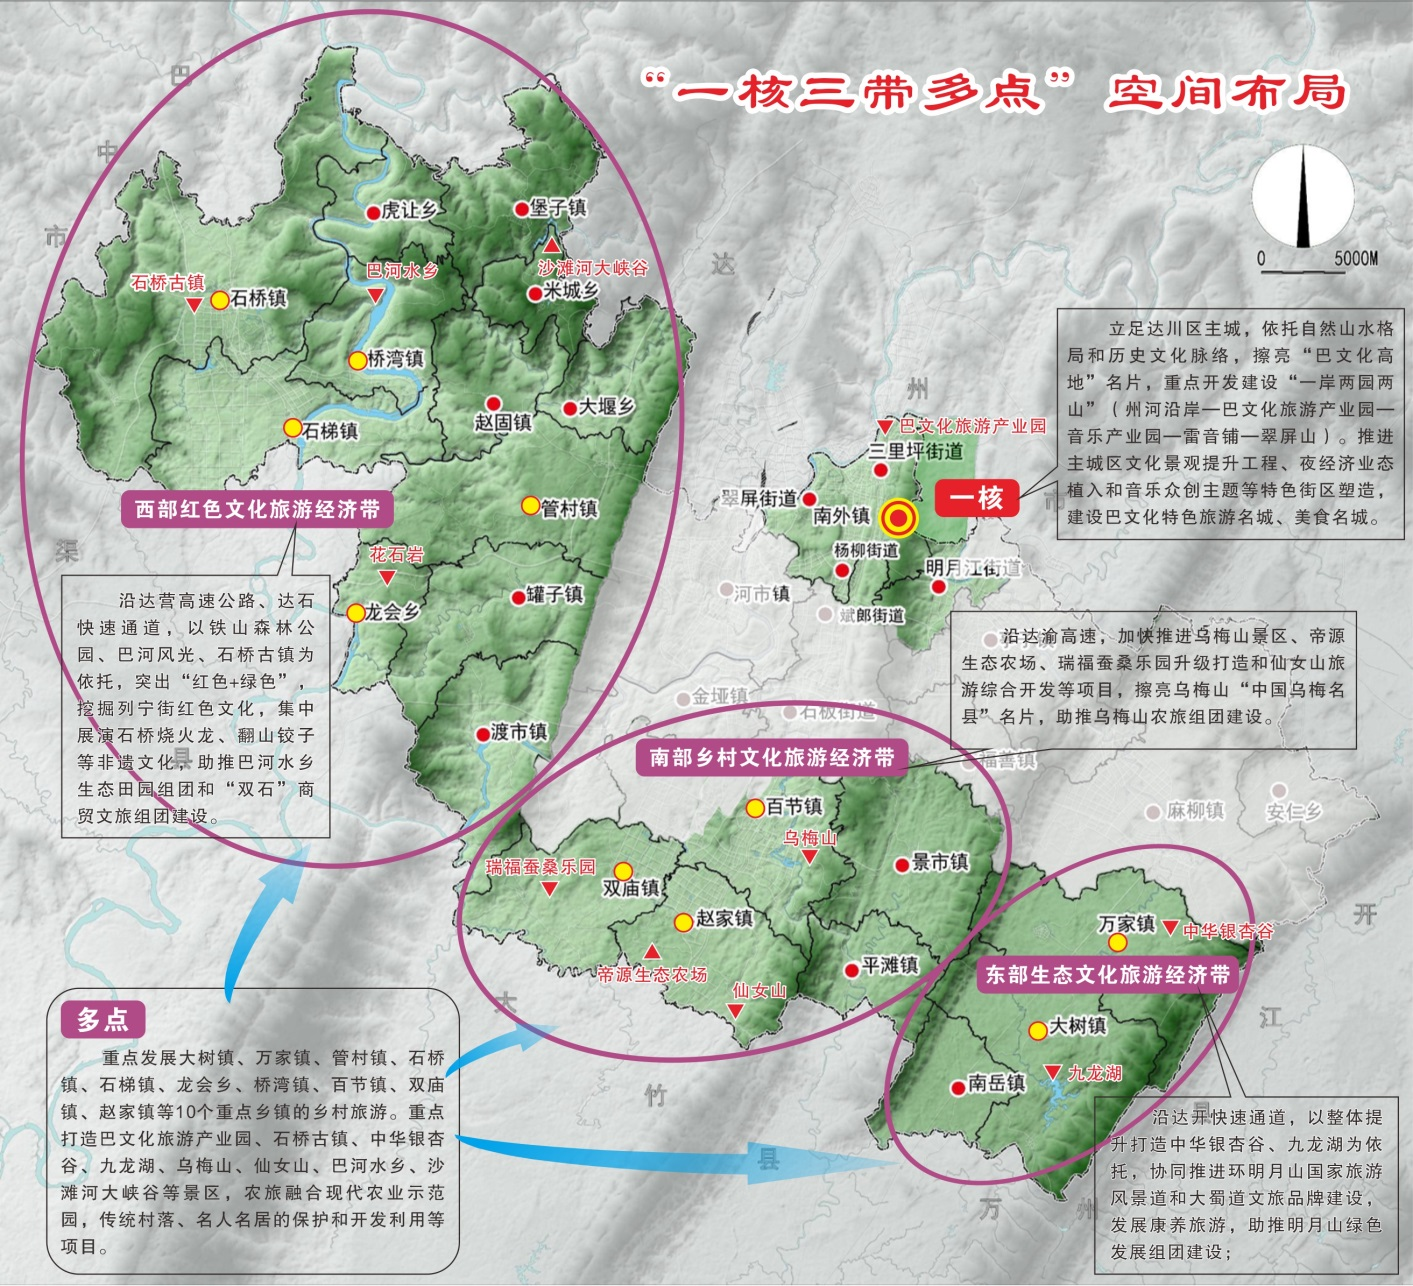 “一核三带多点”空间布局
巴
中
市
达
州
市
渠
县
大
竹
县
开
江
县
万
州
0 5000M
虎让乡
堡子镇
沙滩河大峡谷
巴河水乡
石桥古镇
石桥镇
米城乡
桥湾镇
赵固镇
大堰乡
石梯镇
西部红色文化旅游经济带
管村镇
花石岩
龙会乡
罐子镇
渡市镇
沿达营高速公路、达石
快速通道，以铁山森林公
园、巴河风光、石桥古镇为
依托，突出“红色+绿色”，
挖掘列宁街红色文化，集中
展演石桥烧火龙、翻山铰子
等非遗文化，助推巴河水乡
生态田园组团和“双石”商
贸文旅组团建设。
立足达川区主城，依托自然山水格
局和历史文化脉络，擦亮“巴文化高
地”名片，重点开发建设“一岸两园两
山”（州河沿岸—巴文化旅游产业园—
音乐产业园—雷音铺—翠屏山）。推进
主城区文化景观提升工程、夜经济业态
植入和音乐众创主题等特色街区塑造，
建设巴文化特色旅游名城、美食名城。
巴文化旅游产业园
三里坪街道
一核
翠屏街道
南外镇
杨柳街道
明月江街道
河市镇
斌郎街道
金垭镇
石板街道
沿达渝高速，加快推进乌梅山景区、帝源
生态农场、瑞福蚕桑乐园升级打造和仙女山旅
游综合开发等项目，擦亮乌梅山“中国乌梅名
县”名片，助推乌梅山农旅组团建设。
南部乡村文化旅游经济带
福善镇
麻柳镇
安仁乡
百节镇
乌梅山
景市镇
瑞福蚕桑乐园
双庙镇
赵家镇
帝源生态农场
平滩镇
仙女山
万家镇
中华银杏谷
东部生态文化旅游经济带
大树镇
南岳镇
九龙湖
多点
重点发展大树镇、万家镇、管村镇、石桥
镇、石梯镇、龙会乡、桥湾镇、百节镇、双庙
镇、赵家镇等10个重点乡镇的乡村旅游。重点
打造巴文化旅游产业园、石桥古镇、中华银杏
谷、九龙湖、乌梅山、仙女山、巴河水乡、沙
滩河大峡谷等景区，农旅融合现代农业示范
园，传统村落、名人名居的保护和开发利用等
项目。
沿达开快速通道，以整体提
升打造中华银杏谷、九龙湖为依
托，协同推进环明月山国家旅游
风景道和大蜀道文旅品牌建设，
发展康养旅游，助推明月山绿色
发展组团建设；